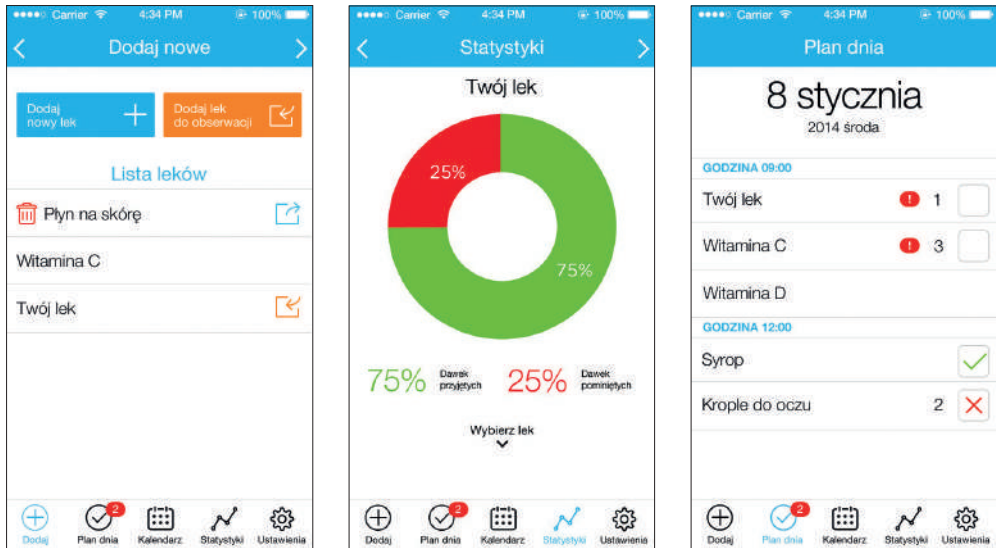 Carrier 4:34 PM 100%
Dodaj nowe
Dodaj
nowy lek
Dodaj lek
do obserwacji
Lista leków
Płyn na skórę
Witamina C
Twój lek
2
Dodaj Plan dnia Kalendarz Statystyki Ustawienia
Carrier 4:34 PM 100%
Statystyki
Twój lek
25%
75%
75% Dawek
przyjętych
25% Dawek
pominiętych
Wybierz lek
2
Dodaj Plan dnia Kalendarz Statystyki Ustawienia
Carrier 4:34 PM 100%
Plan dnia
8 stycznia
2014 środa
GODZINA 09:00
Twój lek ! 1
Witamina C ! 3
Witamina D
GODZINA 12:00
Syrop
Krople do oczu 2
2
Dodaj Plan dnia Kalendarz Statystyki Ustawienia